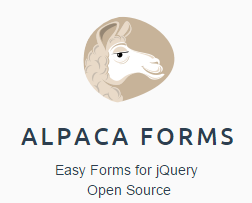 ALPACA FORMS
Easy Forms for jQuery
Open Source